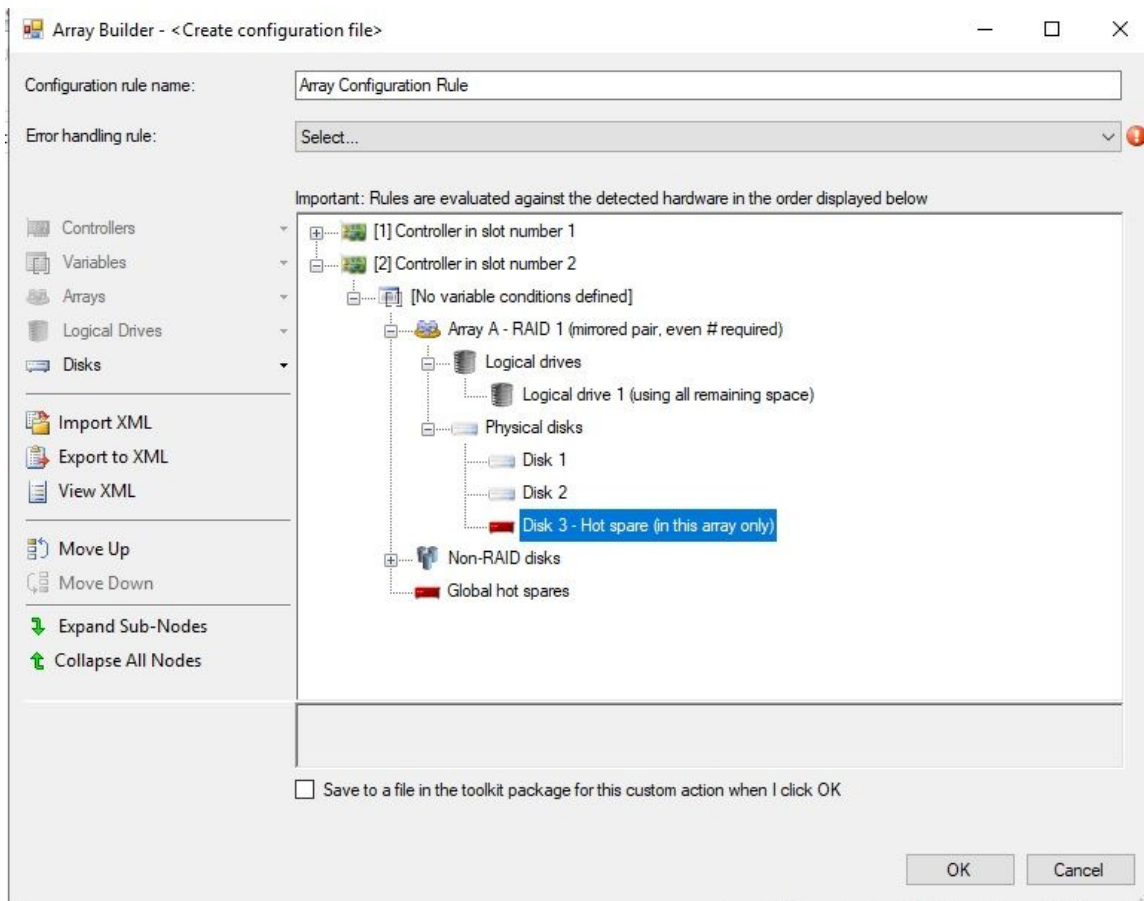 Array Builder - <Create configuration file>
Configuration rule name:
Array Configuration Rule
Error handling rule:
Select...
Important: Rules are evaluated against the detected hardware in the order displayed below
Controllers
Variables
Arrays
Logical Drives
Disks
Import XML
Export to XML
View XML
Move Up
Move Down
Expand Sub-Nodes
Collapse All Nodes
[1] Controller in slot number 1
[2] Controller in slot number 2
[No variable conditions defined]
Array A - RAID 1 (mirrored pair, even # required)
Logical drives
Logical drive 1 (using all remaining space)
Physical disks
Disk 1
Disk 2
Disk 3 - Hot spare (in this array only)
Non-RAID disks
Global hot spares
Save to a file in the toolkit package for this custom action when I click OK
OK
Cancel